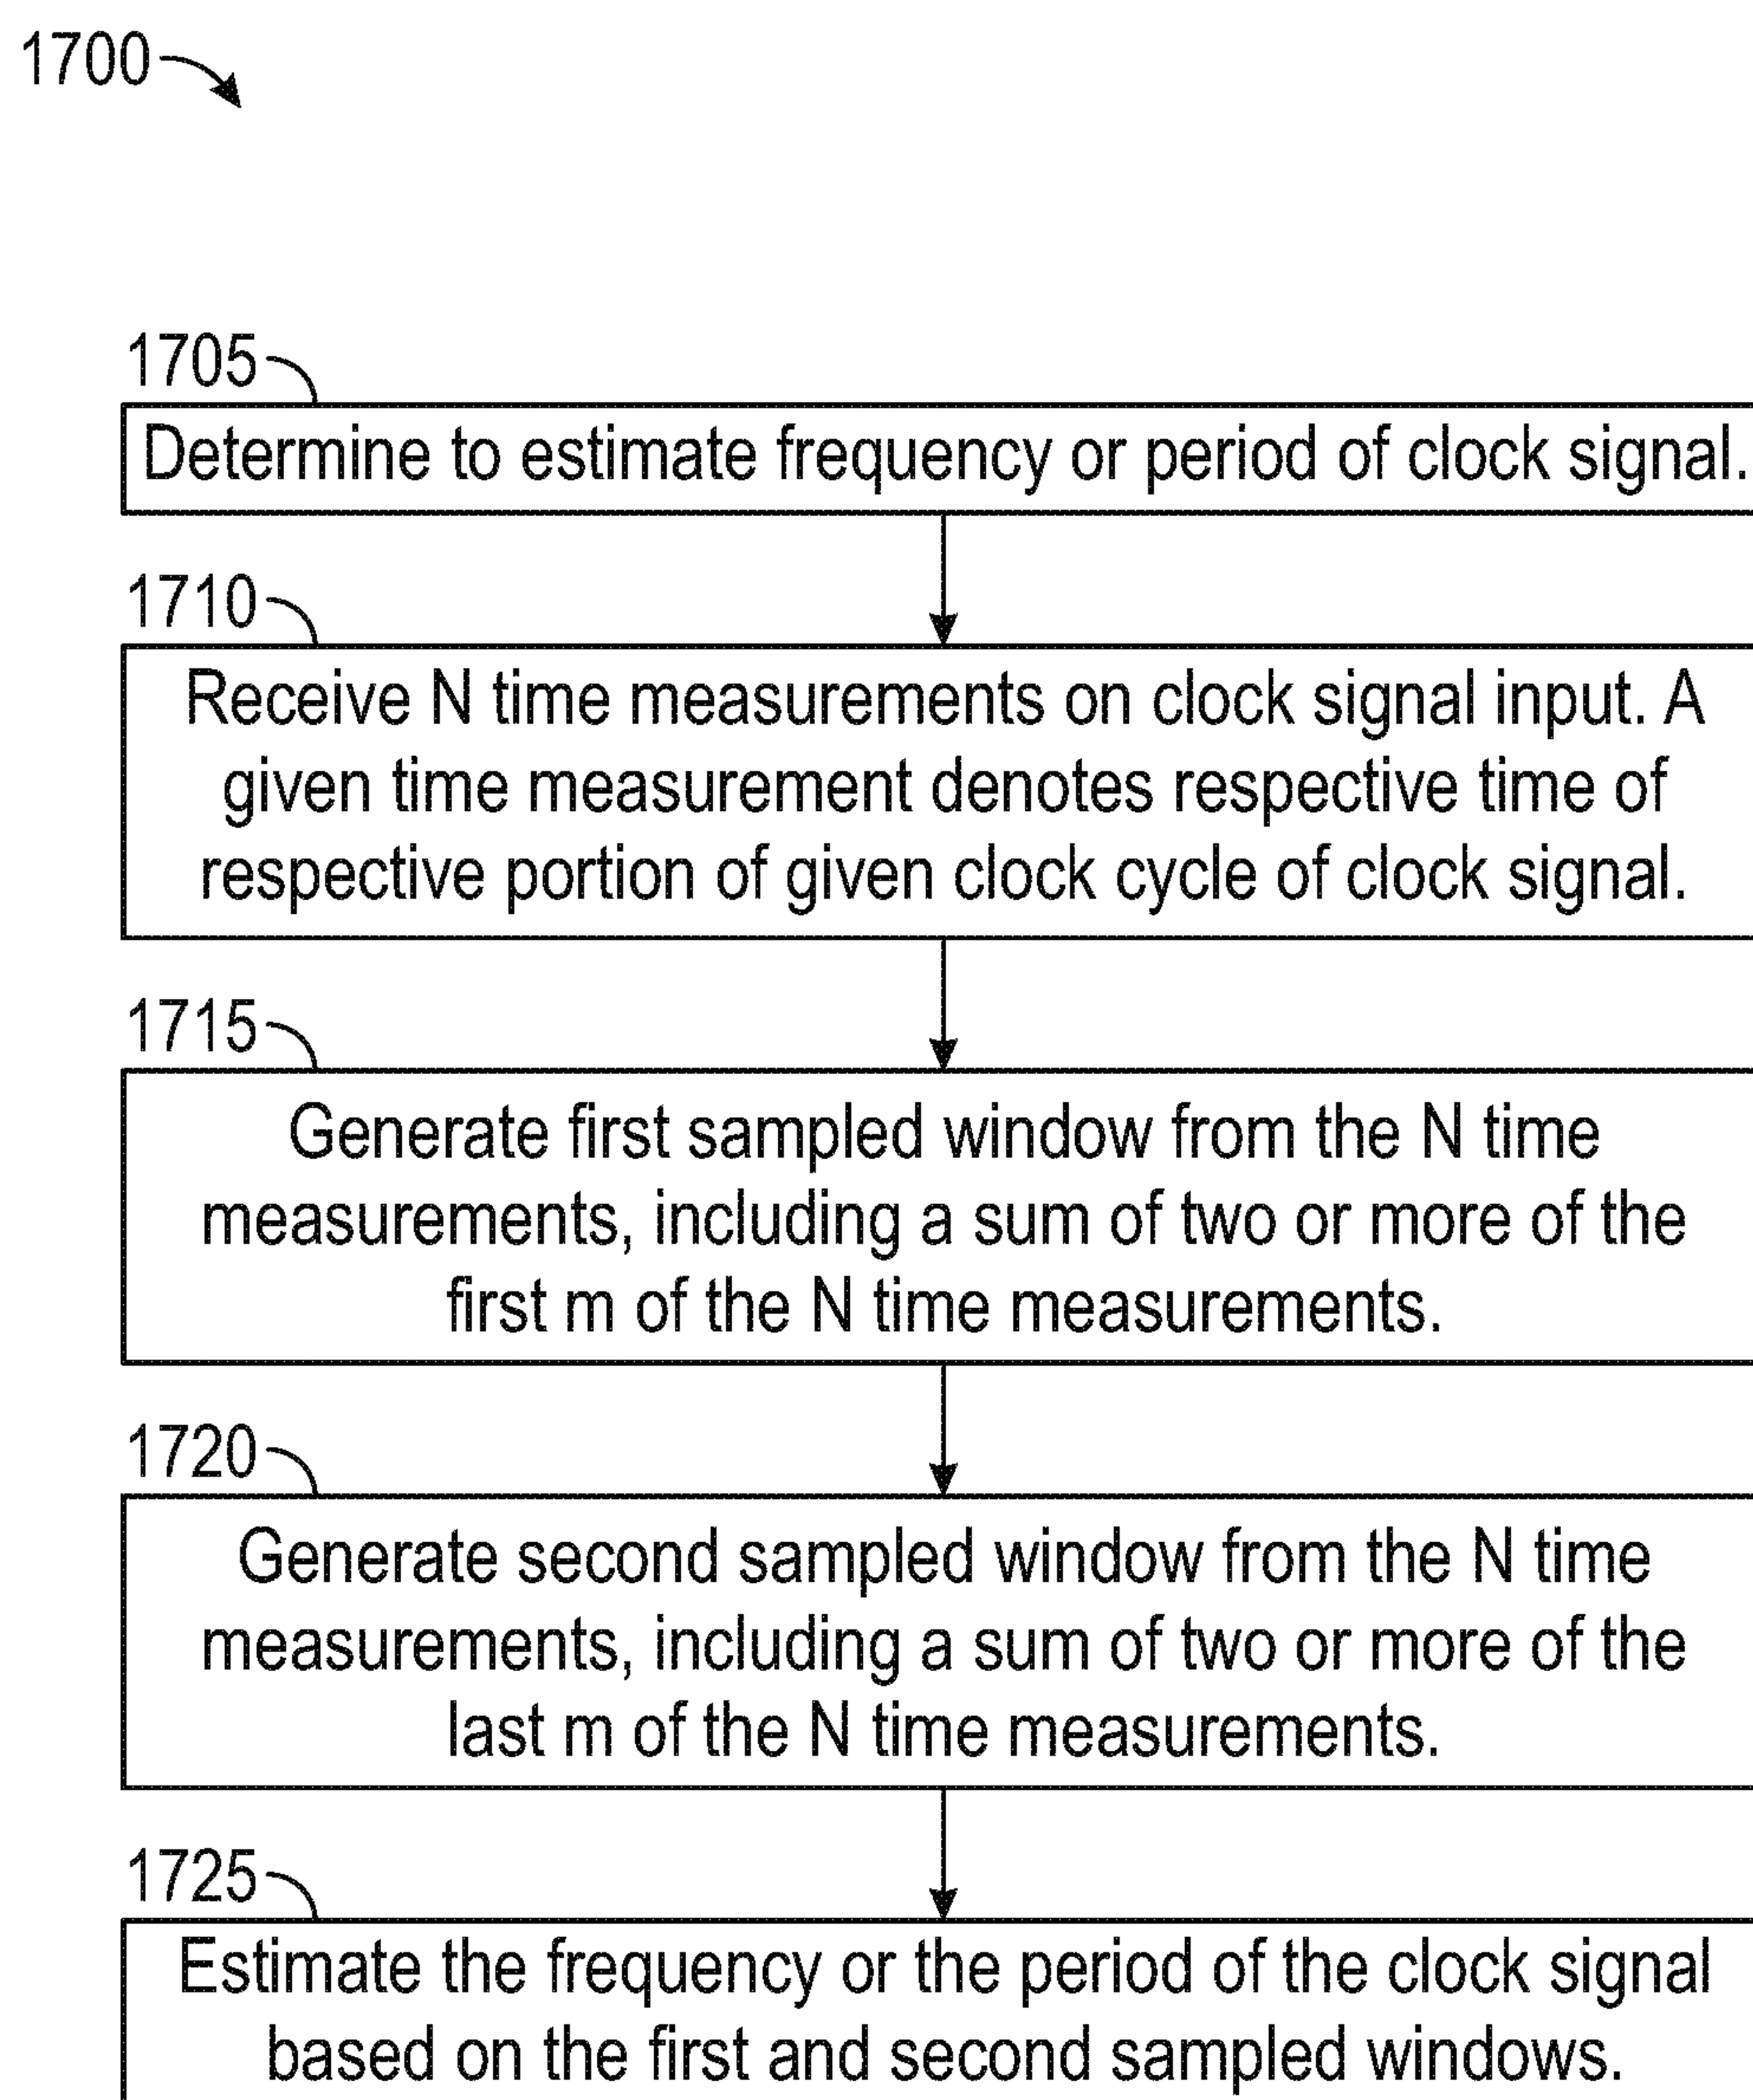 1700
1705
Determine to estimate frequency or period of clock signal.
1710
Receive N time measurements on clock signal input. A
given time measurement denotes respective time of
respective portion of given clock cycle of clock signal.
1715
Generate first sampled window from the N time
measurements, including a sum of two or more of the
first m of the N time measurements.
1720
Generate second sampled window from the N time
measurements, including a sum of two or more of the
last m of the N time measurements.
1725
Estimate the frequency or the period of the clock signal
based on the first and second sampled windows.